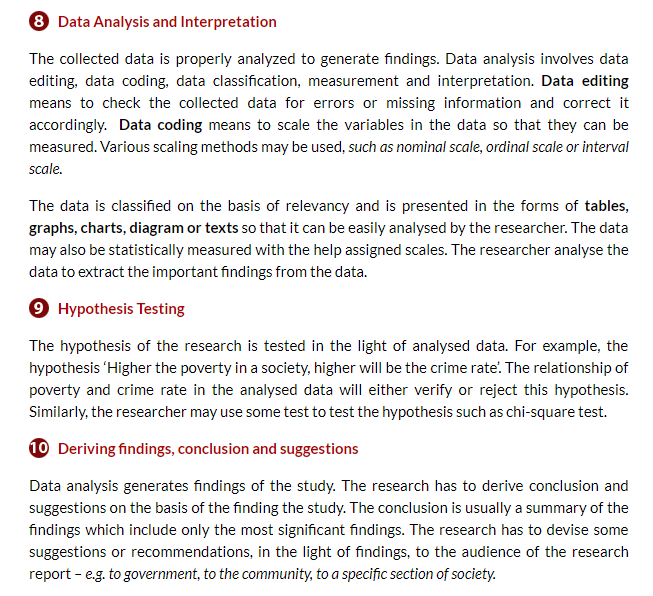 8 Data Analysis and Interpretation
The collected data is properly analyzed to generate findings. Data analysis involves data
editing, data coding, data classification, measurement and interpretation. Data editing
means to check the collected data for errors or missing information and correct it
accordingly. Data coding means to scale the variables in the data so that they can be
measured. Various scaling methods may be used, such as nominal scale, ordinal scale or interval
scale.
The data is classified on the basis of relevancy and is presented in the forms of tables,
graphs, charts, diagram or texts so that it can be easily analysed by the researcher. The data
may also be statistically measured with the help assigned scales. The researcher analyse the
data to extract the important findings from the data.
9 Hypothesis Testing
The hypothesis of the research is tested in the light of analysed data. For example, the
hypothesis ‘Higher the poverty in a society, higher will be the crime rate’. The relationship of
poverty and crime rate in the analysed data will either verify or reject this hypothesis.
Similarly, the researcher may use some test to test the hypothesis such as chi-square test.
10 Deriving findings, conclusion and suggestions
Data analysis generates findings of the study. The research has to derive conclusion and
suggestions on the basis of the finding the study. The conclusion is usually a summary of the
findings which include only the most significant findings. The research has to devise some
suggestions or recommendations, in the light of findings, to the audience of the research
report – e.g. to government, to the community, to a specific section of society.